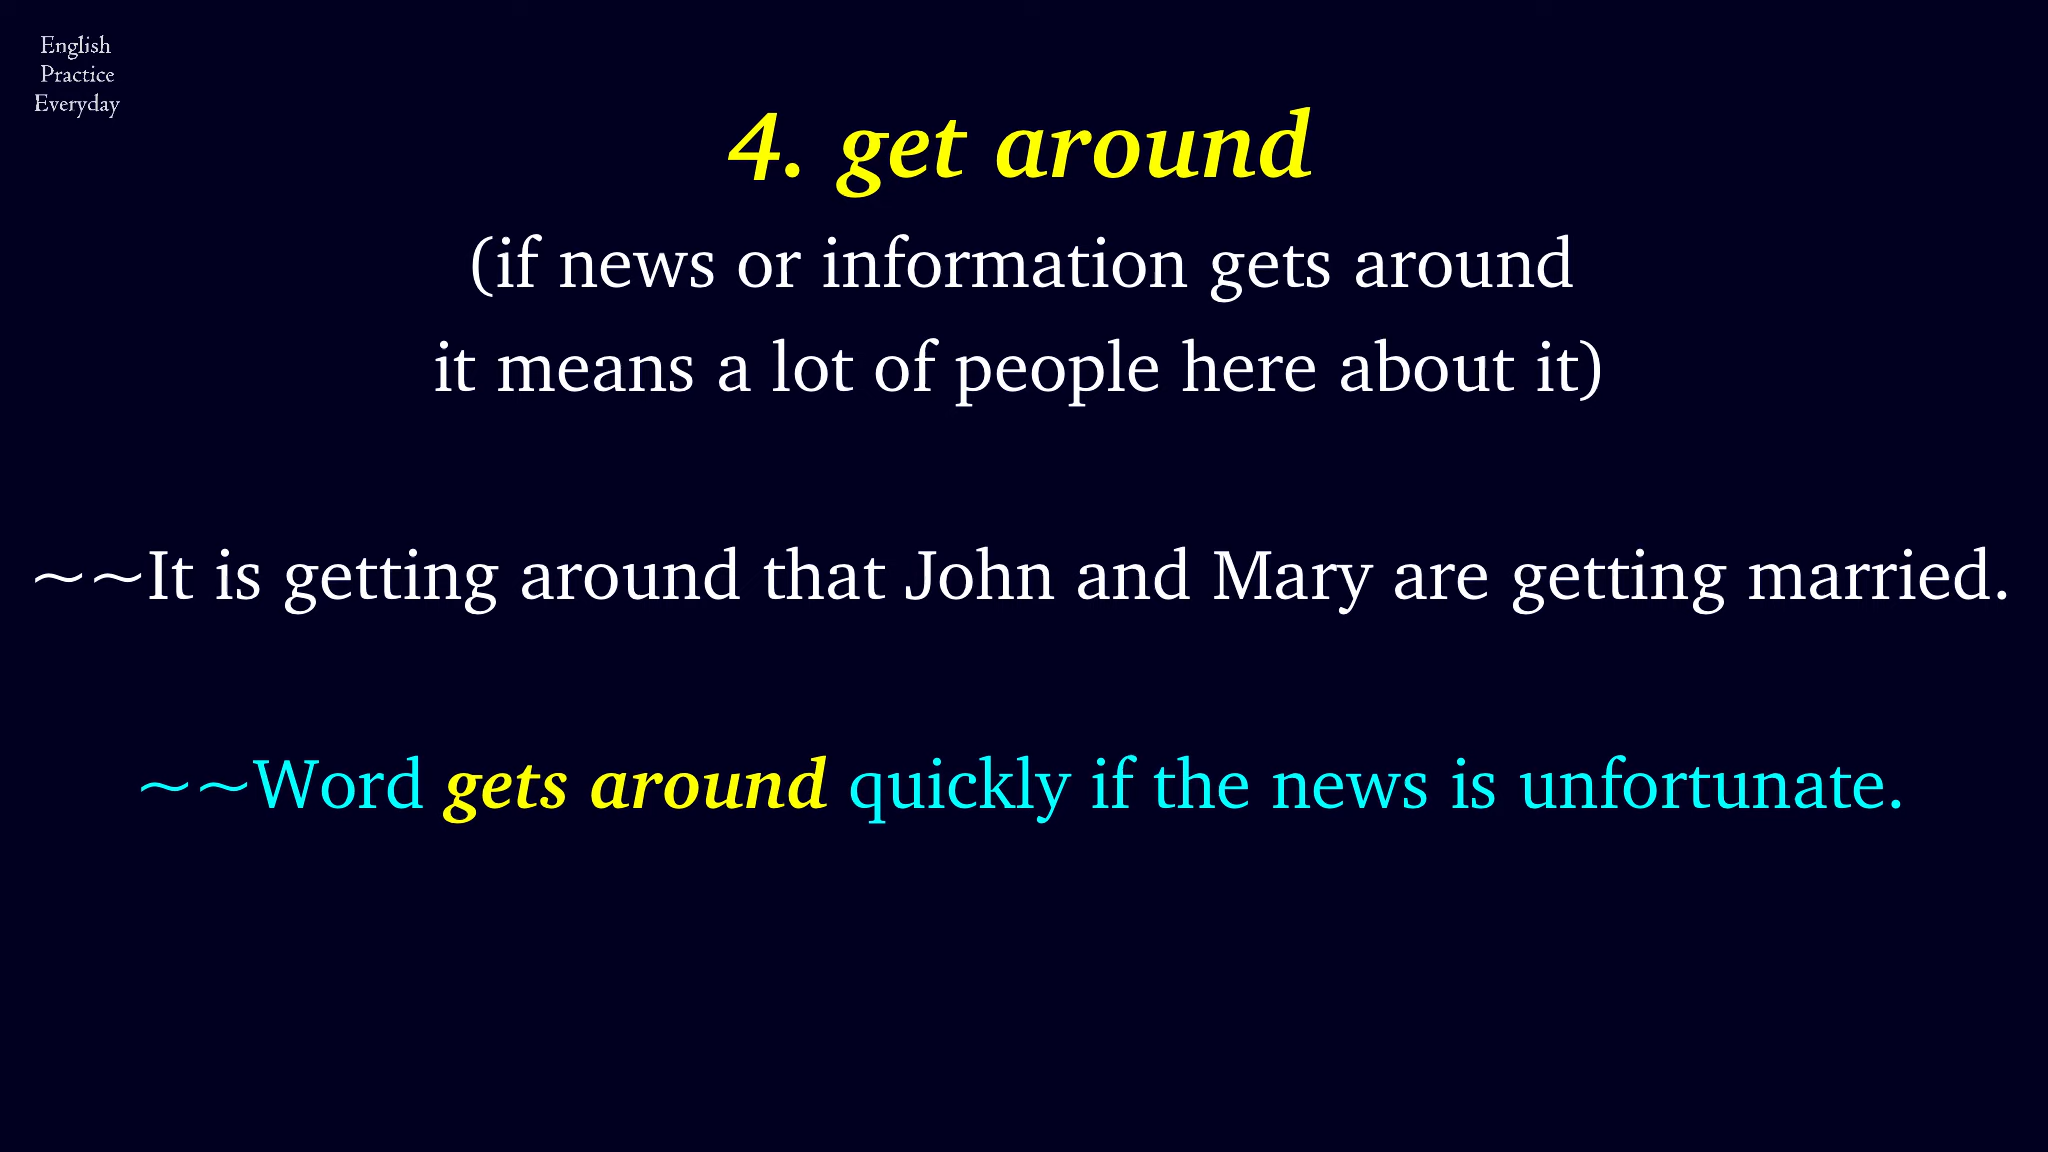 English
Practice
Everyday
4. get around
(if news or information gets around
it means a lot of people here about it)
~~It is getting around that John and Mary are getting married.
~~Word gets around quickly if the news is unfortunate.